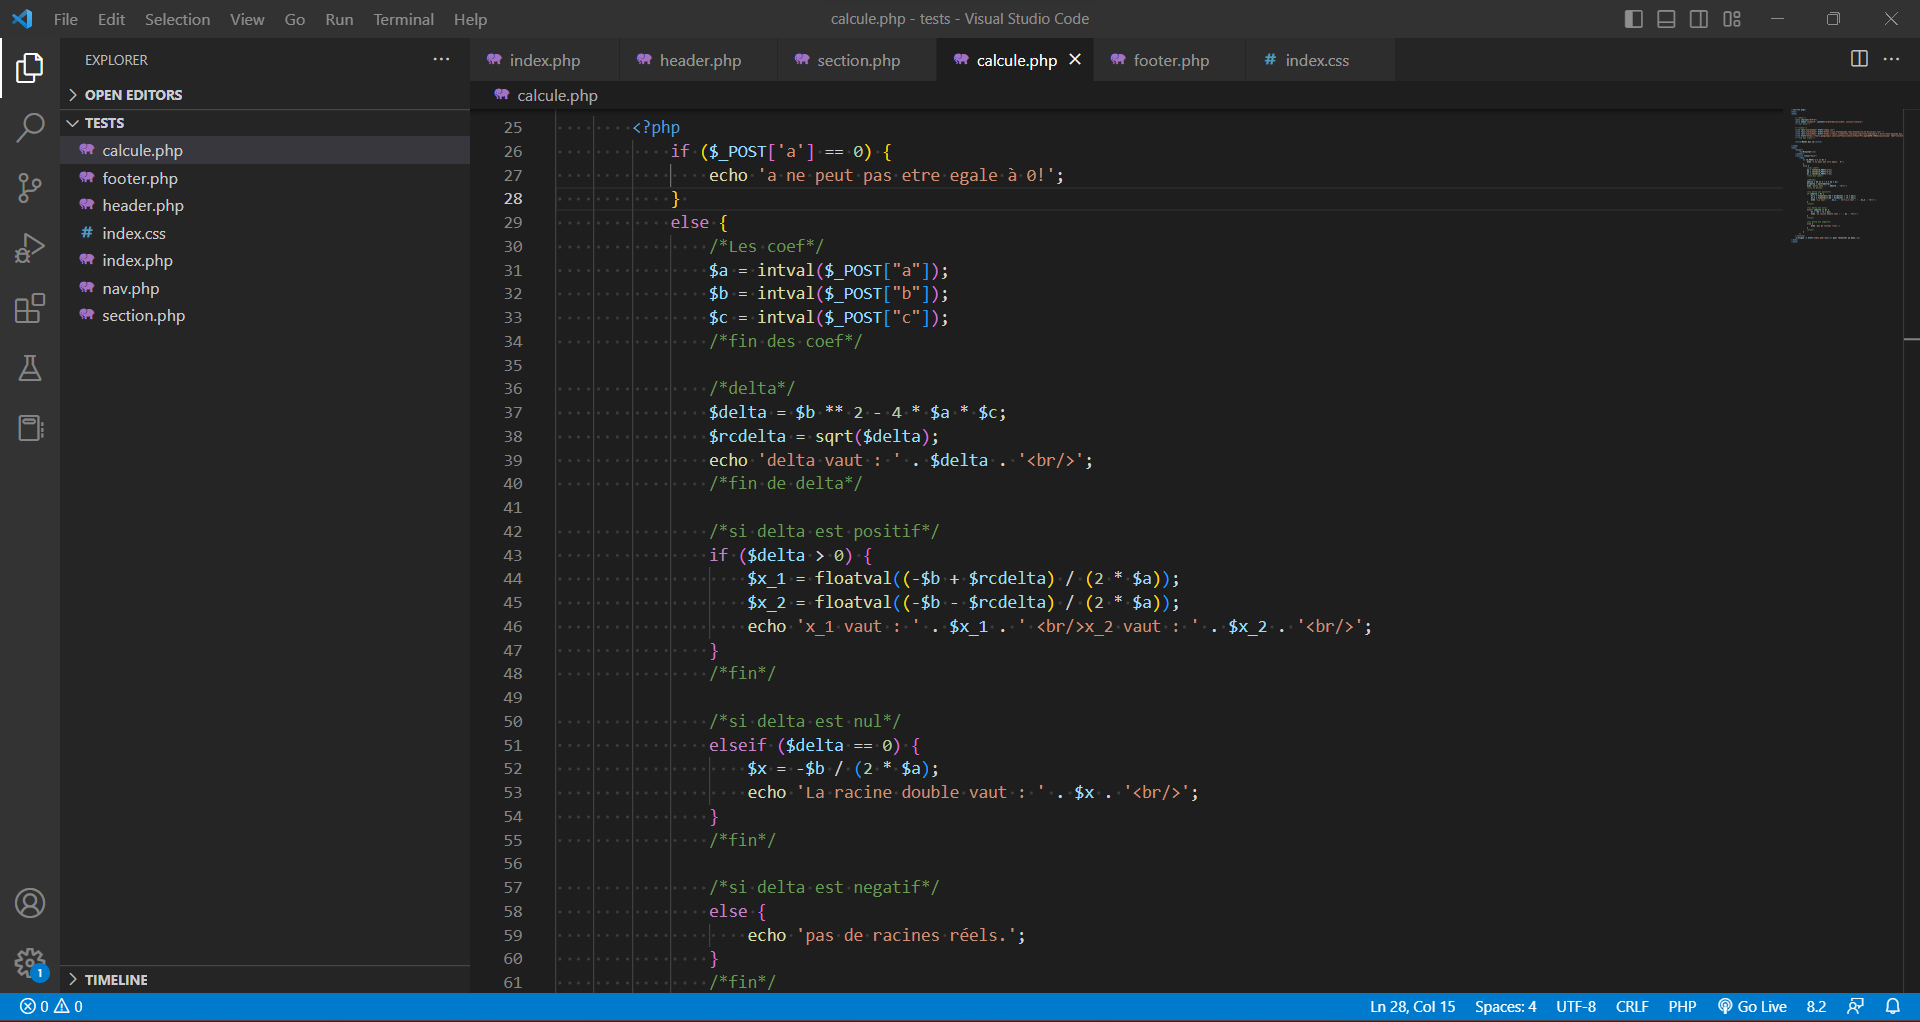 File Edit Selection View Go Run Terminal Help
calcule.php - tests - Visual Studio Code
EXPLORER
OPEN EDITORS
TESTS
calcule.php
footer.php
header.php
# index.css
index.php
nav.php
section.php
TIMELINE
index.php header.php section.php calcule.php footer.php # index.css
calcule.php
25 <?php
26 if ($_POST['a'] == 0) {
27 echo 'a ne peut pas etre egale à 0!';
28 }
29 else {
30 /*Les coef*/
31 $a = intval($_POST["a"]);
32 $b = intval($_POST["b"]);
33 $c = intval($_POST["c"]);
34 /*fin des coef*/
35
36 /*delta*/
37 $delta = $b ** 2 - 4 * $a * $c;
38 $rcdelta = sqrt($delta);
39 echo 'delta vaut : ' . $delta . '<br/>';
40 /*fin de delta*/
41
42 /*si delta est positif*/
43 if ($delta > 0) {
44 $x_1 = floatval((-$b + $rcdelta) / (2 * $a));
45 $x_2 = floatval((-$b - $rcdelta) / (2 * $a));
46 echo 'x_1 vaut : ' . $x_1 . ' <br/>x_2 vaut : ' . $x_2 . '<br/>';
47 }
48 /*fin*/
49
50 /*si delta est nul*/
51 elseif ($delta == 0) {
52 $x = -$b / (2 * $a);
53 echo 'La racine double vaut : ' . $x . '<br/>';
54 }
55 /*fin*/
56
57 /*si delta est negatif*/
58 else {
59 echo 'pas de racines réels.';
60 }
61 /*fin*/
1
0 0
Ln 28, Col 15 Spaces: 4 UTF-8 CRLF PHP Go Live 8.2